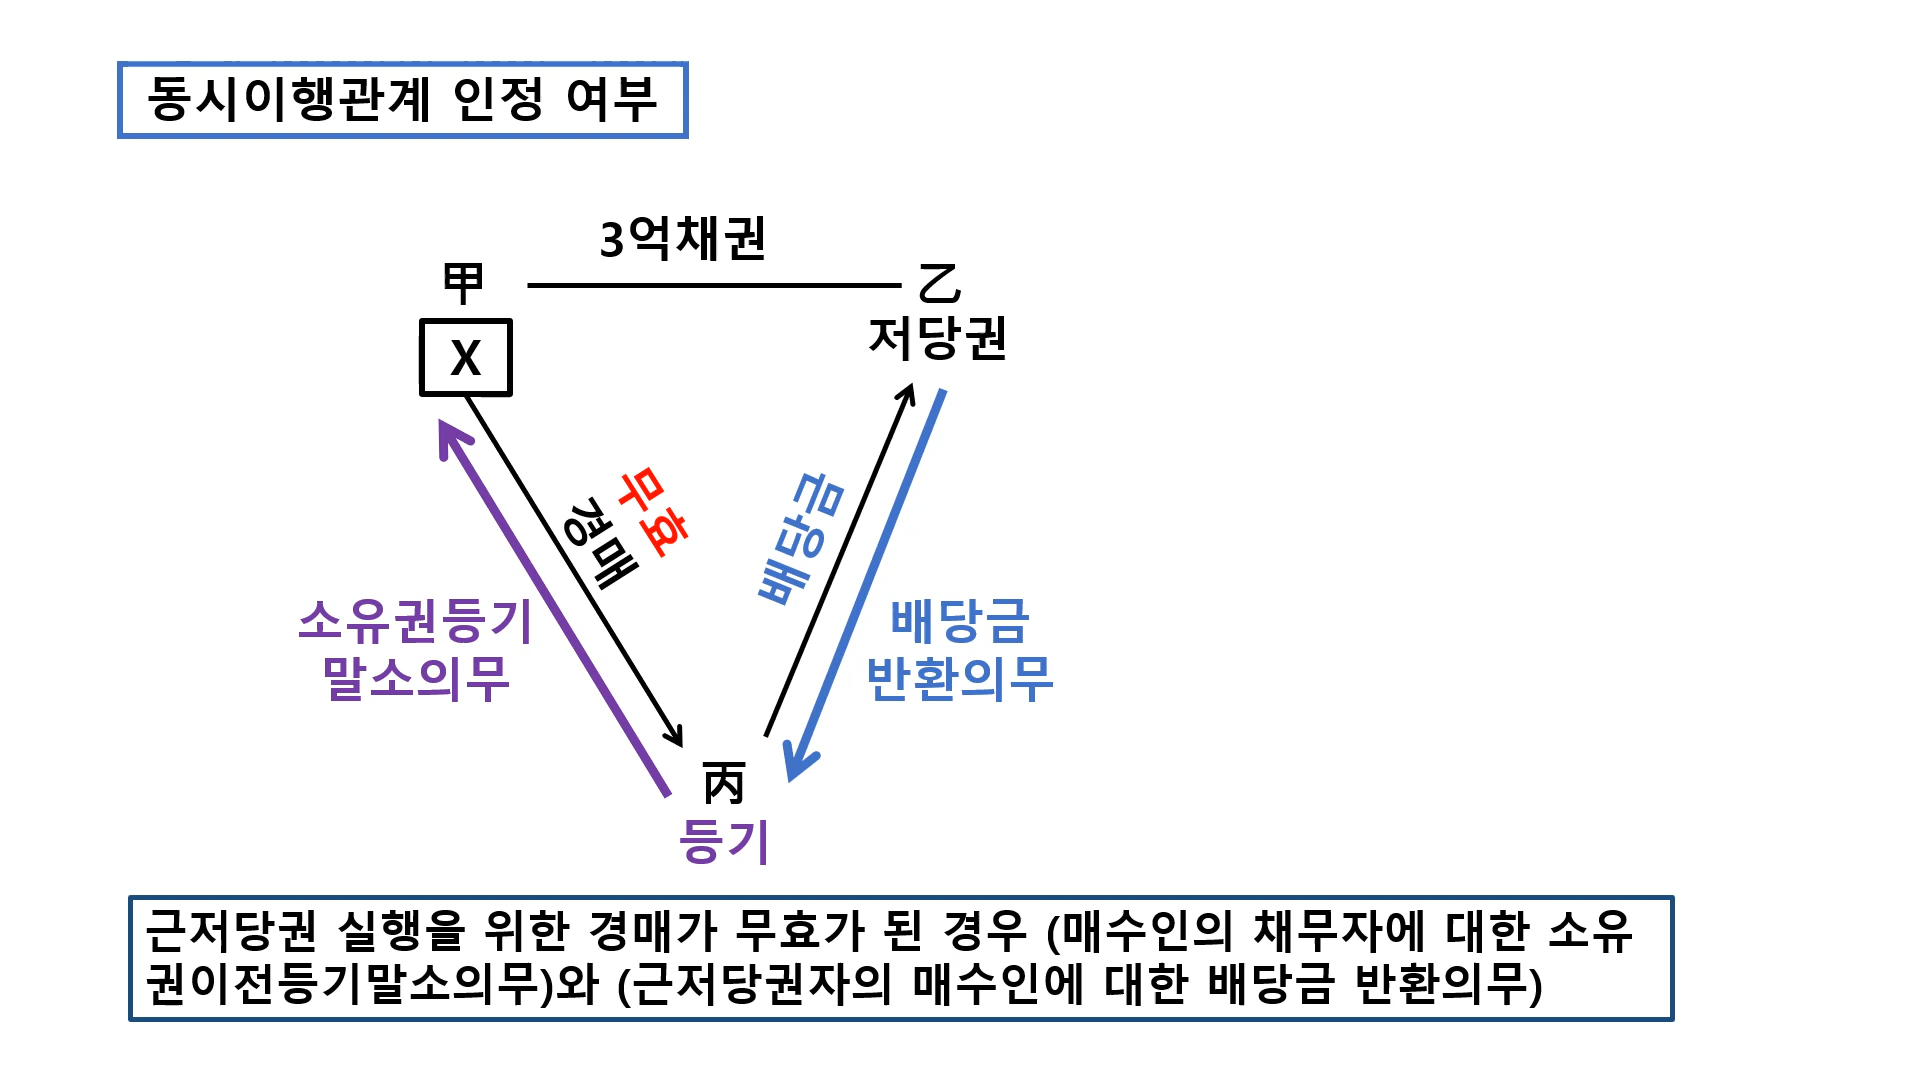 동시이행관계 인정 여부
3억채권
甲
乙
X
저당권
무효
경매
배당금
소유권등기
말소의무
배당금
반환의무
丙
등기
근저당권 실행을 위한 경매가 무효가 된 경우 (매수인의 채무자에 대한 소유
권이전등기말소의무)와 (근저당권자의 매수인에 대한 배당금 반환의무)